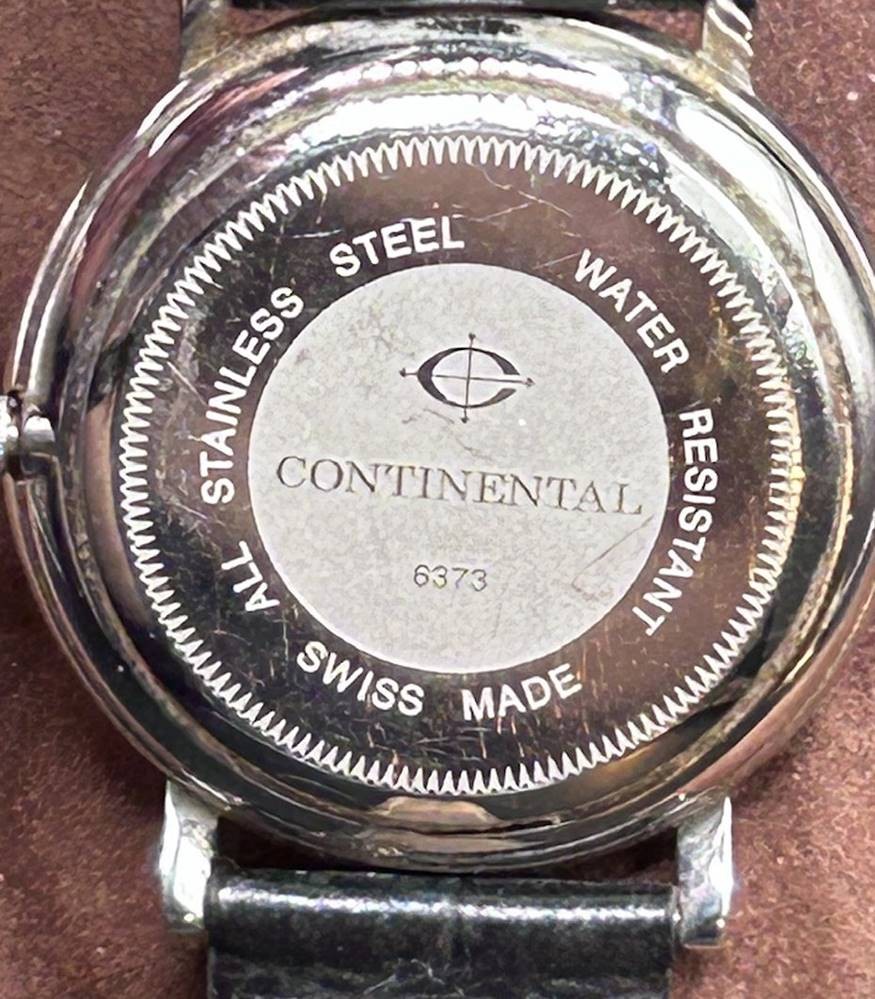 ALL STAINLESS STEEL
WATER RESISTANT
SWISS MADE
CONTINENTAL
6373